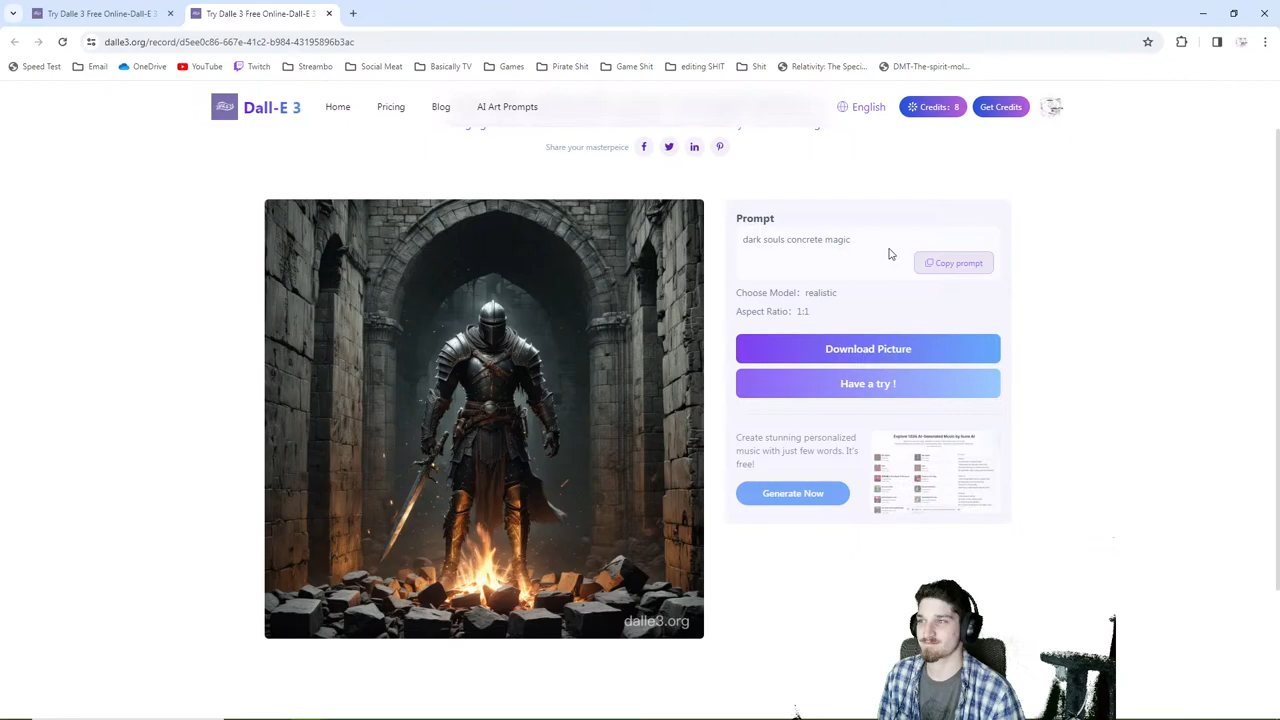 Try Dalle 3 Free Online-Dall-E 3
Try Dalle 3 Free Online-Dall-E 3
dalle3.org/record/d5ee0c86-667e-41c2-b984-43195896b3ac
Speed Test
Email
OneDrive
YouTube
Twitch
Streambo
Social Meat
Basically TV
Games
Pirate Shit
Game Shit
editing SHIT
Shit
Relativity: The Speci...
DMT-The-spirit-mol...
Dall-E 3
Home
Pricing
Blog
AI Art Prompts
English
Credits: 8
Get Credits
Share your masterpeice
Prompt
dark souls concrete magic
Copy prompt
Choose Model: realistic
Aspect Ratio: 1:1
Download Picture
Have a try !
Create stunning personalized
music with just few words. It's
free!
Generate Now
dalle3.org